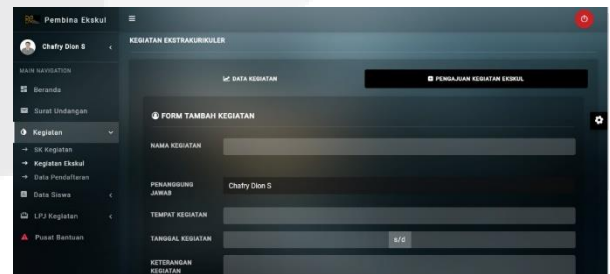 Pembina Ekskul
Chafry Dion S
MAIN NAVIGATION
Beranda
Surat Undangan
Kegiatan
SK Kegiatan
Kegiatan Ekskul
Data Pendaftaran
Data Siswa
LPJ Kegiatan
Pusat Bantuan
KEGIATAN EKSTRAKURIKULER
DATA KEGIATAN
PENGAJUAN KEGIATAN EKSKUL
FORM TAMBAH KEGIATAN
NAMA KEGIATAN
PENANGGUNG
JAWAB
Chafry Dion S
TEMPAT KEGIATAN
TANGGAL KEGIATAN
s/d
KETERANGAN
KEGIATAN